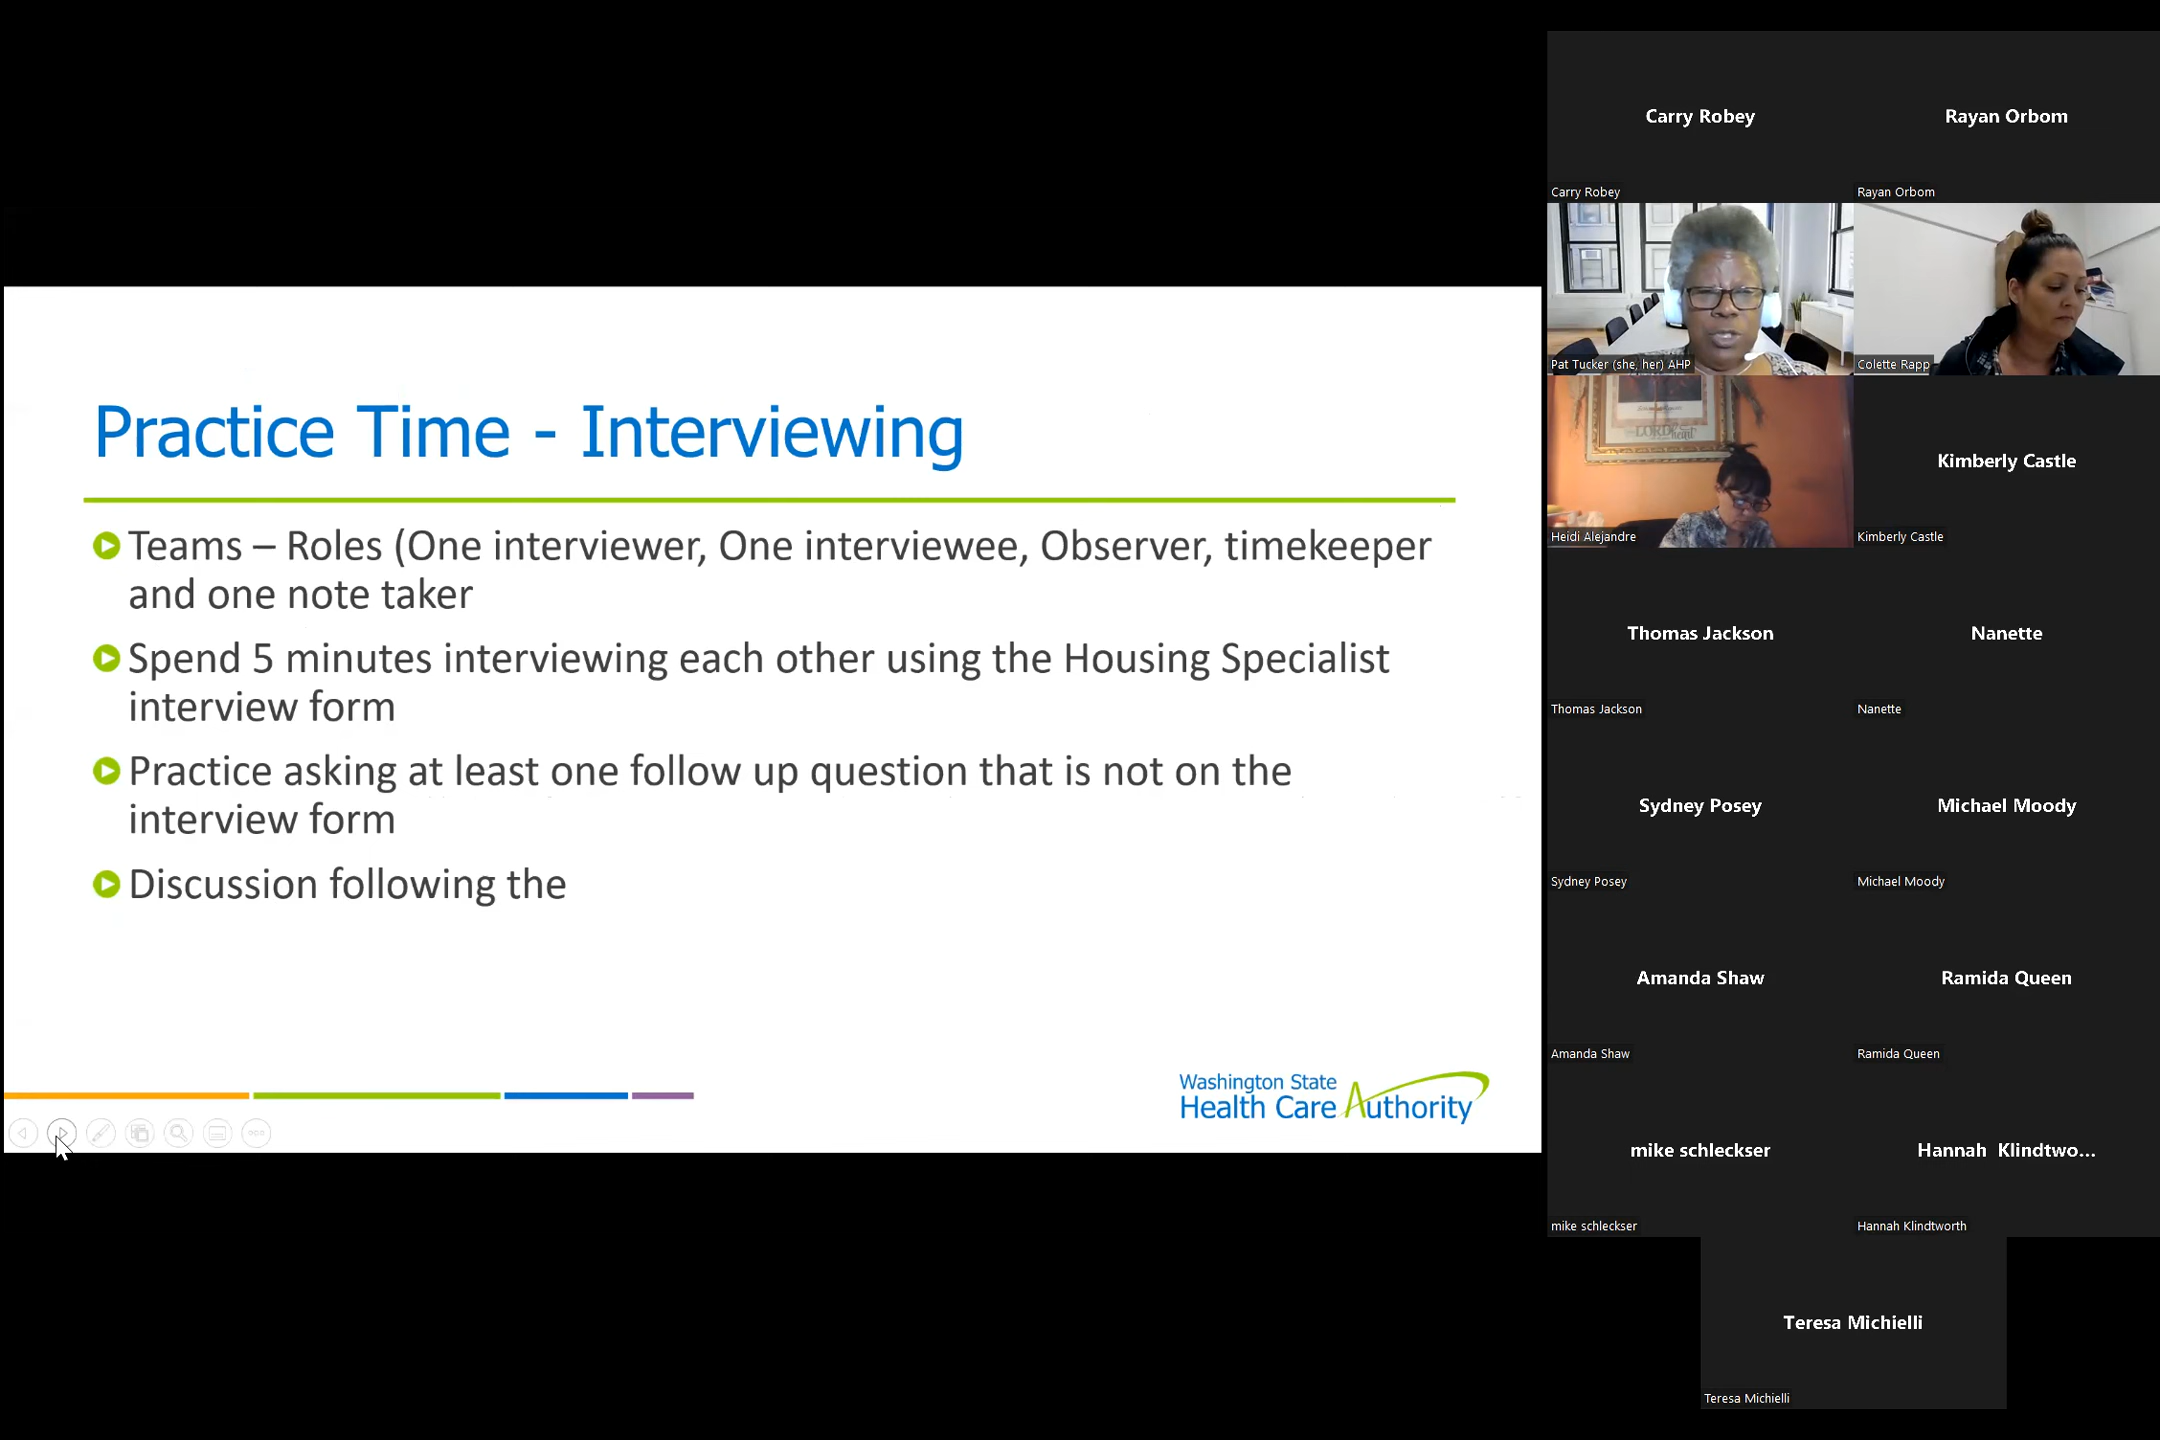 Practice Time - Interviewing
Teams – Roles (One interviewer, One interviewee, Observer, timekeeper
and one note taker
Spend 5 minutes interviewing each other using the Housing Specialist
interview form
Practice asking at least one follow up question that is not on the
interview form
Discussion following the
Washington State
Health Care Authority
Carry Robey
Carry Robey
Rayan Orbom
Rayan Orbom
Pat Tucker (she, her) AHP
Colette Rapp
LORD
heart
Heidi Alejandre
Kimberly Castle
Kimberly Castle
Thomas Jackson
Thomas Jackson
Nanette
Nanette
Sydney Posey
Sydney Posey
Michael Moody
Michael Moody
Amanda Shaw
Amanda Shaw
Ramida Queen
Ramida Queen
mike schleckser
mike schleckser
Hannah Klindtwo...
Hannah Klindtworth
Teresa Michielli
Teresa Michielli